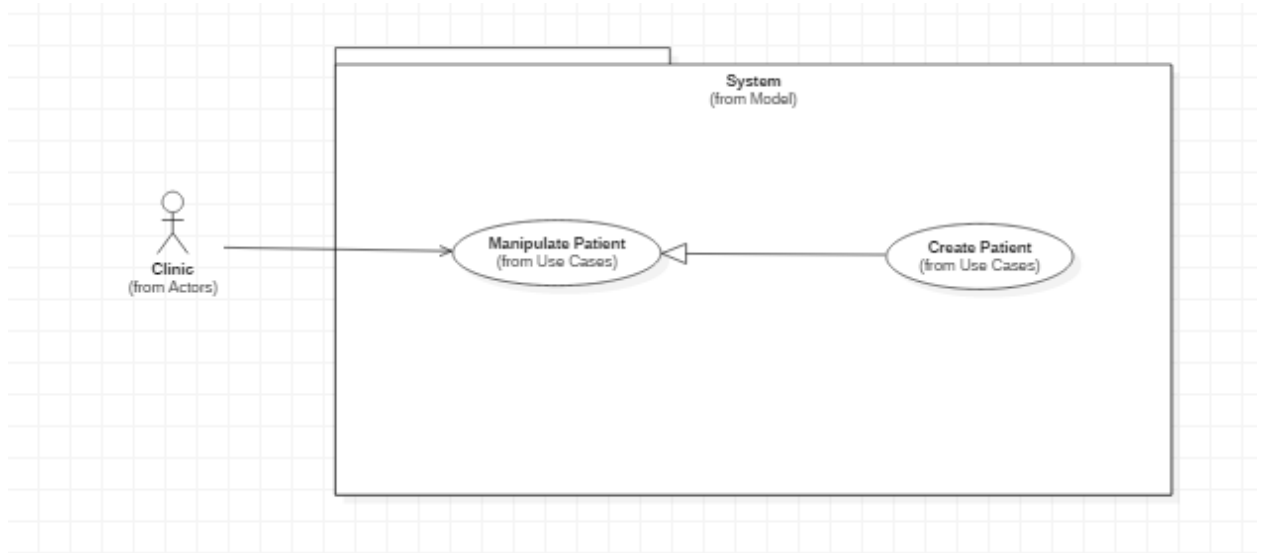 System
(from Model)
Clinic
(from Actors)
Manipulate Patient
(from Use Cases)
Create Patient
(from Use Cases)